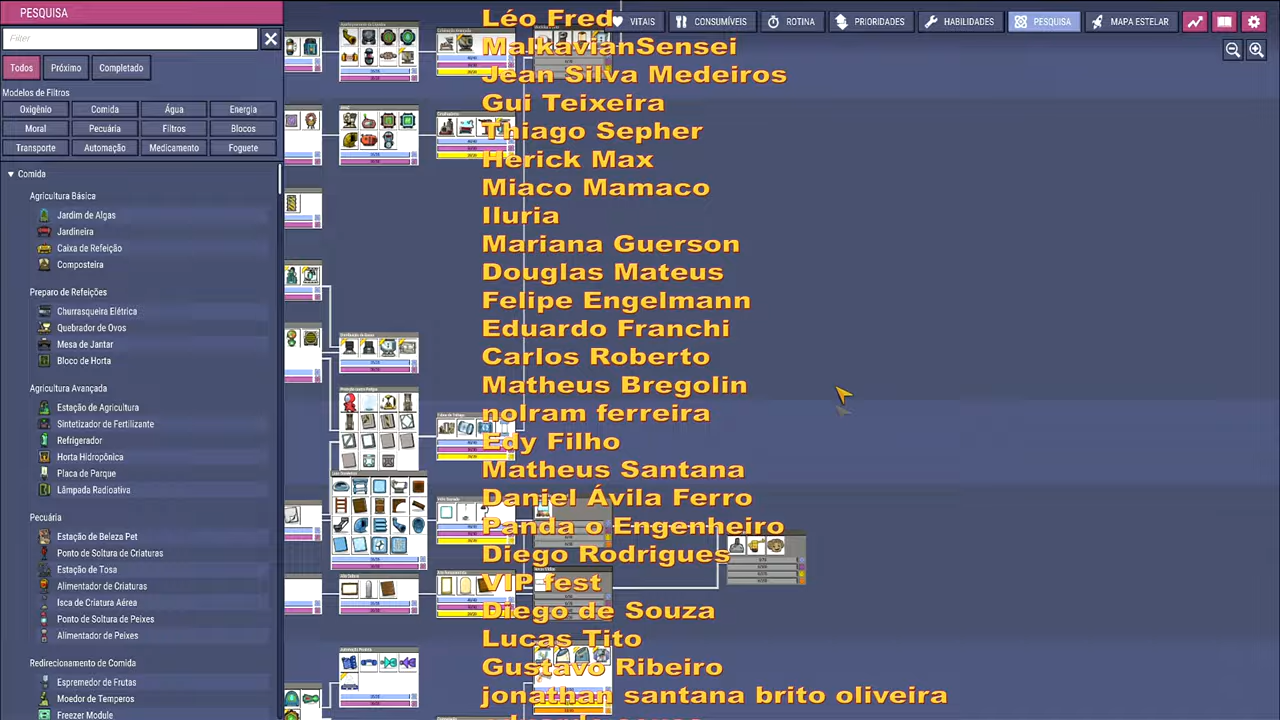 PESQUISA
Filter
Todos
Próximo
Completado
Modelos de Filtros
Oxigênio
Comida
Água
Energia
Moral
Pecuária
Filtros
Blocos
Transporte
Automação
Medicamento
Foguete
Comida
Agricultura Básica
Jardim de Algas
Jardineira
Caixa de Refeição
Composteira
Preparo de Refeições
Churrasqueira Elétrica
Quebrador de Ovos
Mesa de Jantar
Bloco de Horta
Agricultura Avançada
Estação de Agricultura
Sintetizador de Fertilizante
Refrigerador
Horta Hidropônica
Placa de Parque
Lâmpada Radioativa
Pecuária
Estação de Beleza Pet
Ponto de Soltura de Criaturas
Estação de Tosa
Alimentador de Criaturas
Isca de Criatura Aérea
Ponto de Soltura de Peixes
Alimentador de Peixes
Espreme-Frutas
Moedor de Temperos
Freezer Module
VITAIS
CONSUMÍVEIS
ROTINA
PRIORIDADES
PESQUISA
MAPA ESTELAR
Léo Fred
MalkavianSensei
Jean Silva Medeiros
Gui Teixeira
Thiago Sepher
Herick Max
Miaco Mamaco
Iluria
Mariana Guerson
Douglas Mateus
Felipe Engelmann
Eduardo Franchi
Carlos Roberto
Matheus Bregolin
nolram ferreira
Edy Filho
Matheus Santana
Daniel Ávila Ferro
Panda o Engenheiro
Diego Rodrigues
VIP fest
Diego de Souza
Lucas Tito
Gustavo Ribeiro
jonathan santana brito oliveira